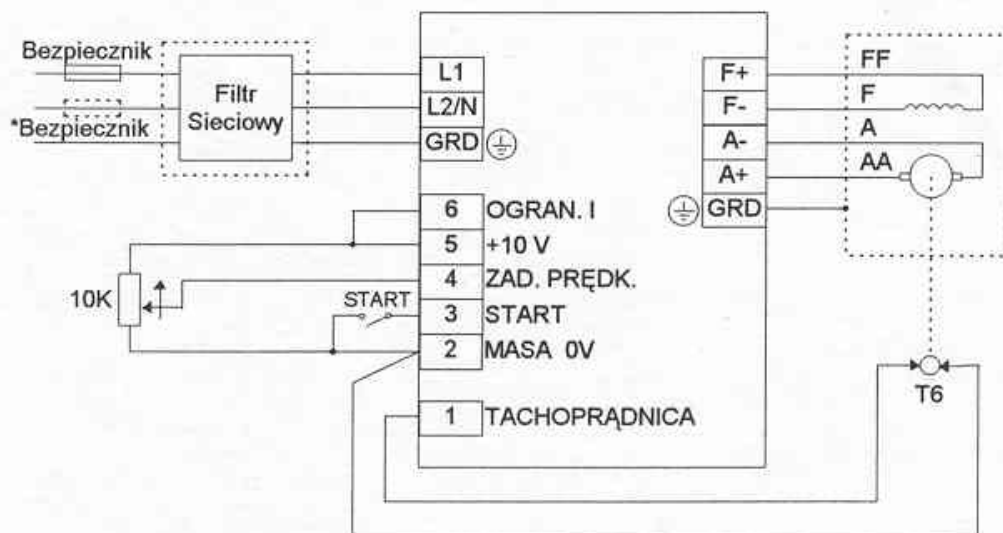 Bezpiecznik
*Bezpiecznik
Filtr
Sieciowy
L1
L2/N
GRD
6 OGRAN. I
5 +10 V
4 ZAD. PRĘDK.
3 START
2 MASA 0V
1 TACHOPRĄDNICA
10K
START
F+
F-
A-
A+
GRD
FF
F
A
AA
T6